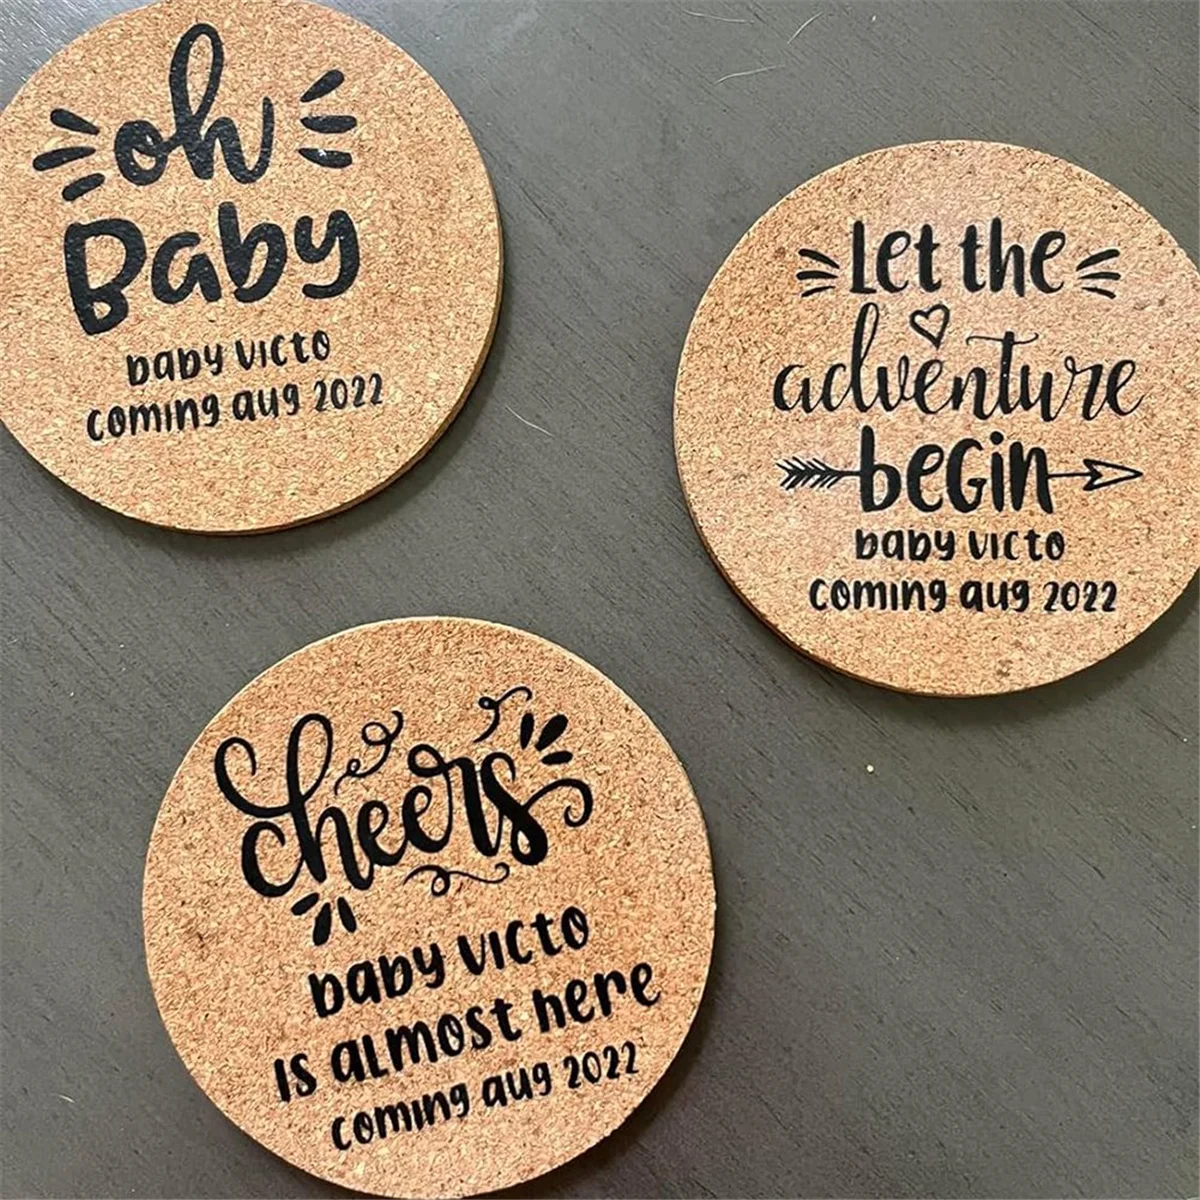 oh
Baby
baby victo
coming aug 2022
Let the
adventure
begin
baby victo
coming aug 2022
cheers
baby victo
is almost here
coming aug 2022